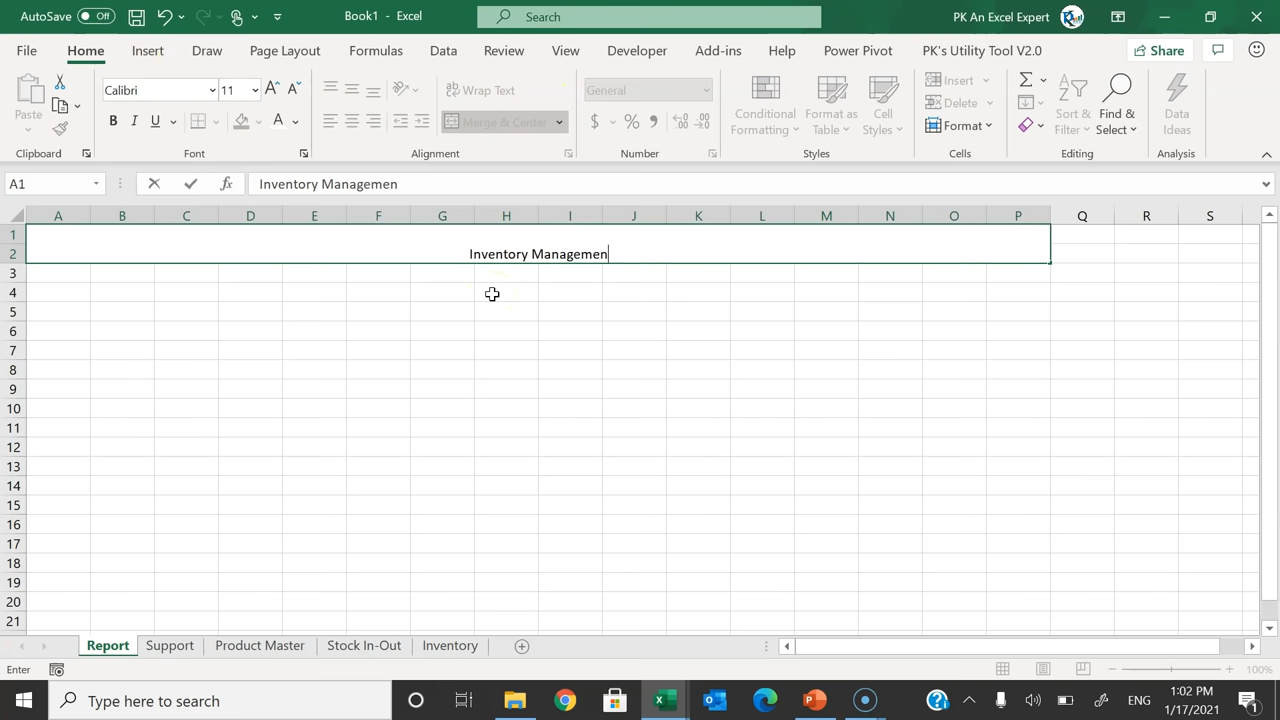 AutoSave Off Book1 - Excel Search PK An Excel Expert
File Home Insert Draw Page Layout Formulas Data Review View Developer Add-ins Help Power Pivot PK's Utility Tool V2.0 Share
Paste Calibri 11 A A Wrap Text General Conditional Formatting Format as Table Cell Styles Insert Delete Format Sort & Filter Find & Select Data Ideas
B I U A Merge & Center $ %
Clipboard Font Alignment Number Styles Cells Editing Analysis
A1 fx Inventory Managemen
A B C D E F G H I J K L M N O P Q R S
1
2 Inventory Managemen
3
4
5
6
7
8
9
10
11
12
13
14
15
16
17
18
19
20
21
Report Support Product Master Stock In-Out Inventory
Enter 100%
Type here to search ENG 1:02 PM
1/17/2021